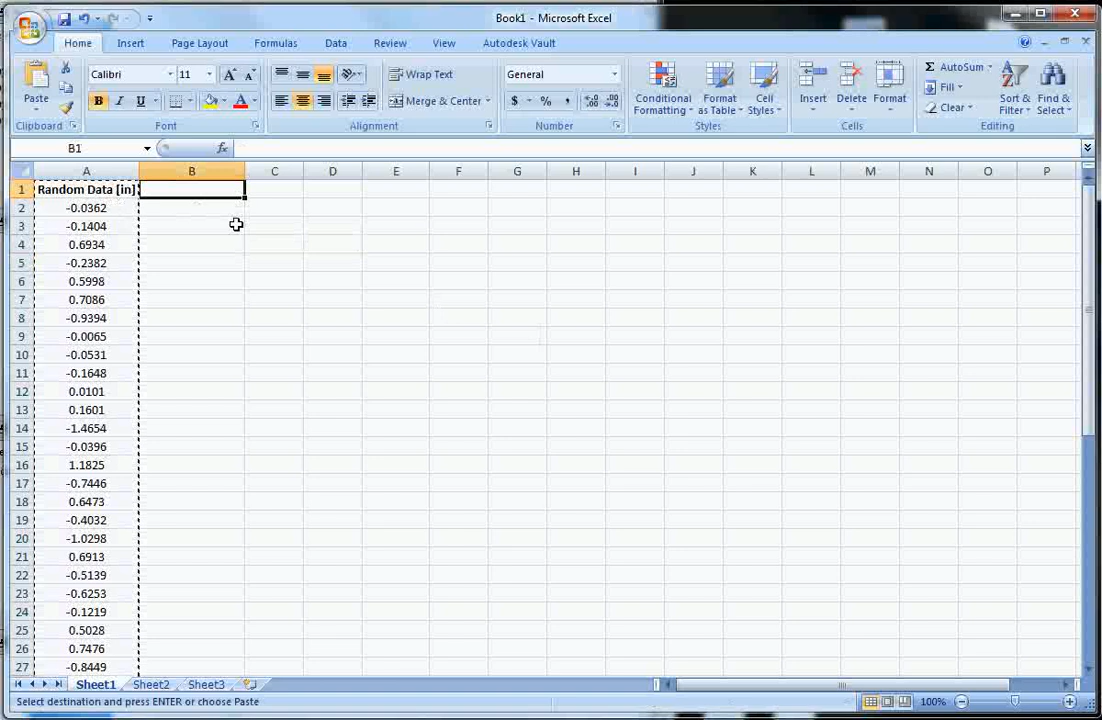 Book1 - Microsoft Excel
Home Insert Page Layout Formulas Data Review View Autodesk Vault
Paste
Clipboard
Calibri 11
B I U A
Font
Wrap Text
Merge & Center
Alignment
General
$ % ,
Number
Conditional Formatting
Format as Table
Cell Styles
Styles
Insert
Delete
Format
Cells
Σ AutoSum
Fill
Clear
Sort & Filter
Find & Select
Editing
B1 fx
A B C D E F G H I J K L M N O P
1 Random Data [in]
2 -0.0362
3 -0.1404
4 0.6934
5 -0.2382
6 0.5998
7 0.7086
8 -0.9394
9 -0.0065
10 -0.0531
11 -0.1648
12 0.0101
13 0.1601
14 -1.4654
15 -0.0396
16 1.1825
17 -0.7446
18 0.6473
19 -0.4032
20 -1.0298
21 0.6913
22 -0.5139
23 -0.6253
24 -0.1219
25 0.5028
26 0.7476
27 -0.8449
Sheet1 Sheet2 Sheet3
Select destination and press ENTER or choose Paste 100%